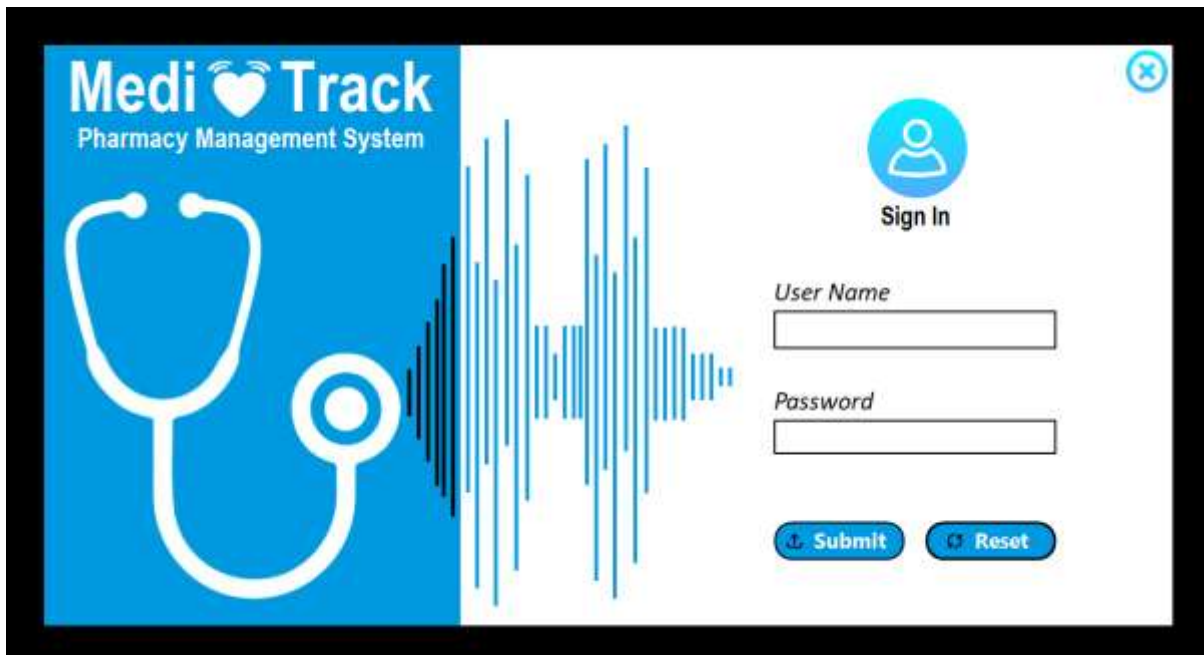 Medi Track
Pharmacy Management System
Sign In
User Name
Password
Submit
Reset